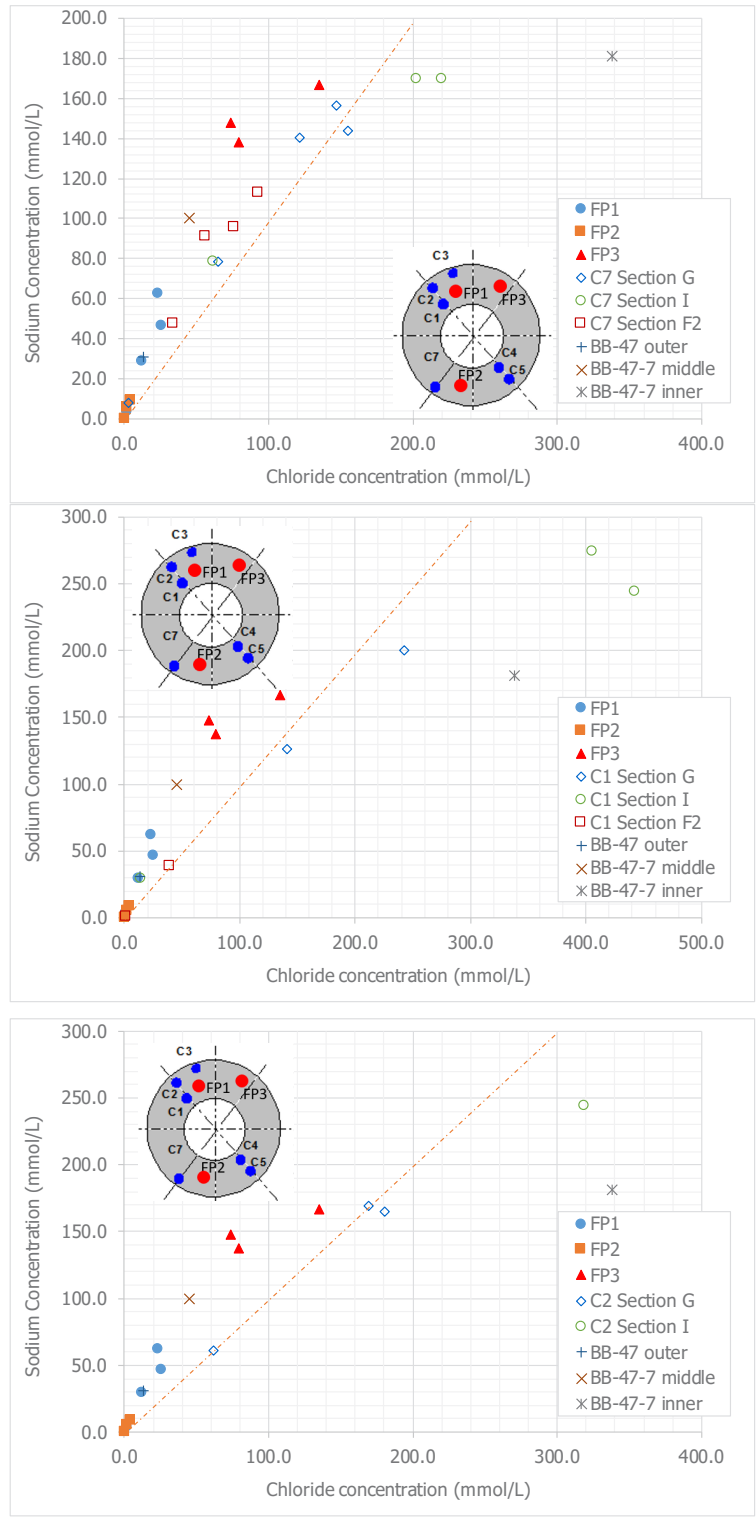 200.0
180.0
160.0
140.0
120.0
100.0
80.0
60.0
40.0
20.0
0.0
Sodium Concentration (mmol/L)
0.0 100.0 200.0 300.0 400.0
Chloride concentration (mmol/L)
C3
C2
C1
FP1
FP3
C7
C4
C5
FP2
FP1
FP2
FP3
C7 Section G
C7 Section I
C7 Section F2
BB-47 outer
BB-47-7 middle
BB-47-7 inner
300.0
250.0
200.0
150.0
100.0
50.0
0.0
Sodium Concentration (mmol/L)
0.0 100.0 200.0 300.0 400.0 500.0
Chloride concentration (mmol/L)
C3
C2
C1
FP1
FP3
C7
C4
C5
FP2
FP1
FP2
FP3
C1 Section G
C1 Section I
C1 Section F2
BB-47 outer
BB-47-7 middle
BB-47-7 inner
300.0
250.0
200.0
150.0
100.0
50.0
0.0
Sodium Concentration (mmol/L)
0.0 100.0 200.0 300.0 400.0
Chloride concentration (mmol/L)
C3
C2
C1
FP1
FP3
C7
C4
C5
FP2
FP1
FP2
FP3
C2 Section G
C2 Section I
BB-47 outer
BB-47-7 middle
BB-47-7 inner